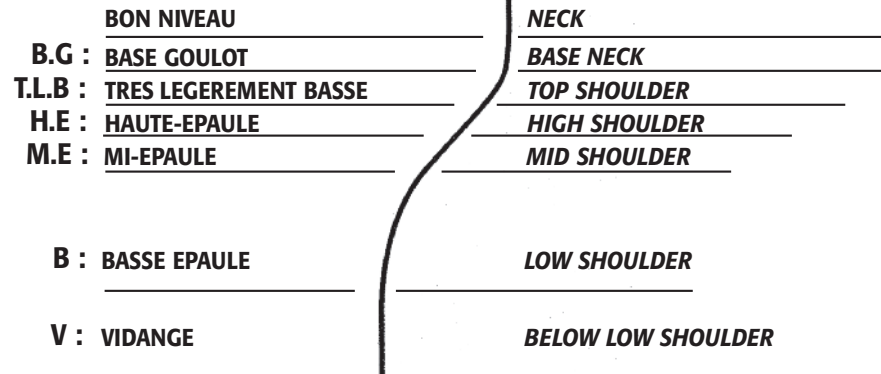 BON NIVEAU NECK
B.G : BASE GOULOT BASE NECK
T.L.B : TRES LEGEREMENT BASSE TOP SHOULDER
H.E : HAUTE-EPAULE HIGH SHOULDER
M.E : MI-EPAULE MID SHOULDER
B : BASSE EPAULE LOW SHOULDER
V : VIDANGE BELOW LOW SHOULDER